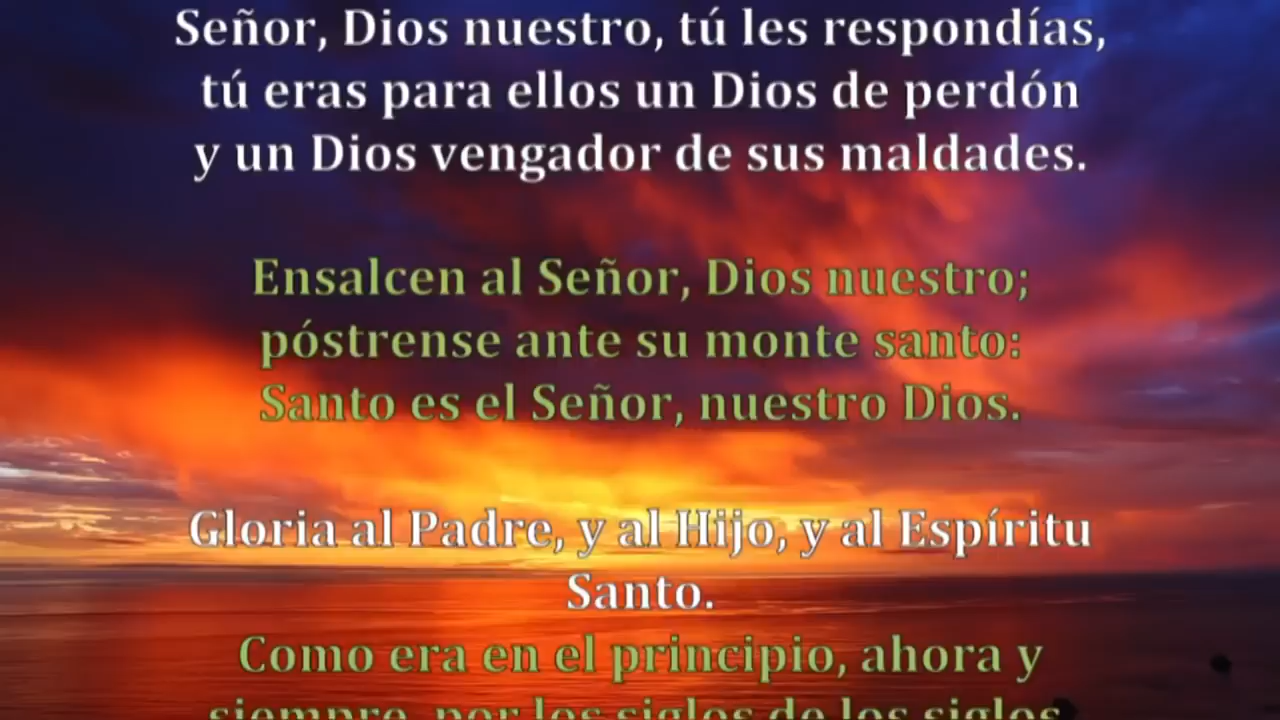 Señor, Dios nuestro, tú les respondías,
tú eras para ellos un Dios de perdón
y un Dios vengador de sus maldades.
Ensalcen al Señor, Dios nuestro;
póstrense ante su monte santo:
Santo es el Señor, nuestro Dios.
Gloria al Padre, y al Hijo, y al Espíritu
Santo.
Como era en el principio, ahora y
siempre, por los siglos de los siglos.